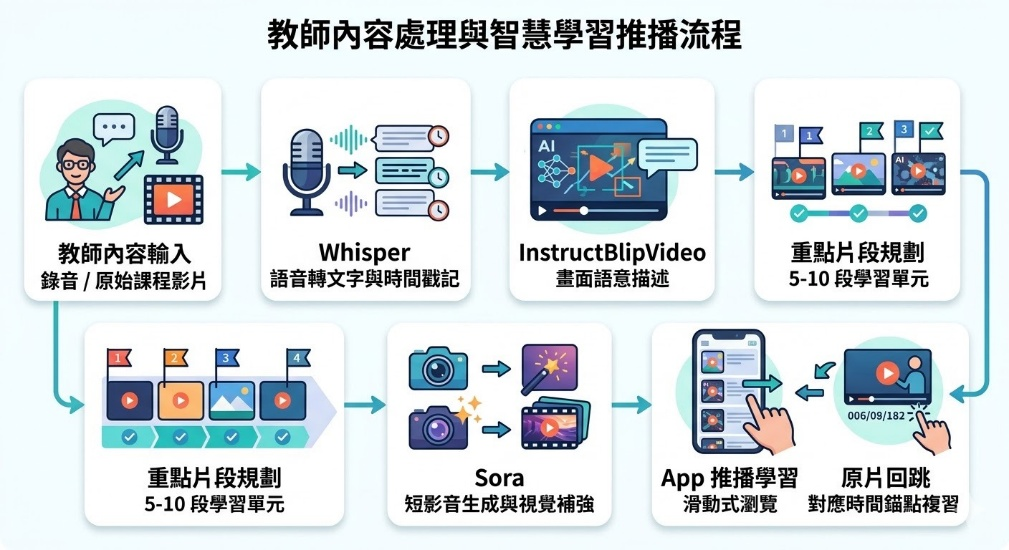 教師內容處理與智慧學習推播流程
教師內容輸入
錄音 / 原始課程影片
Whisper
語音轉文字與時間戳記
AI
InstructBlipVideo
畫面語意描述
1
1
2
3
AI
重點片段規劃
5-10 段學習單元
1
2
3
4
重點片段規劃
5-10 段學習單元
Sora
短影音生成與視覺補強
App 推播學習
滑動式瀏覽
006/09/182
原片回跳
對應時間錨點複習